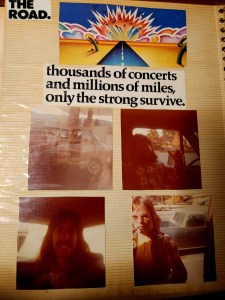 THE
ROAD.
thousands of concerts
and millions of miles,
only the strong survive.